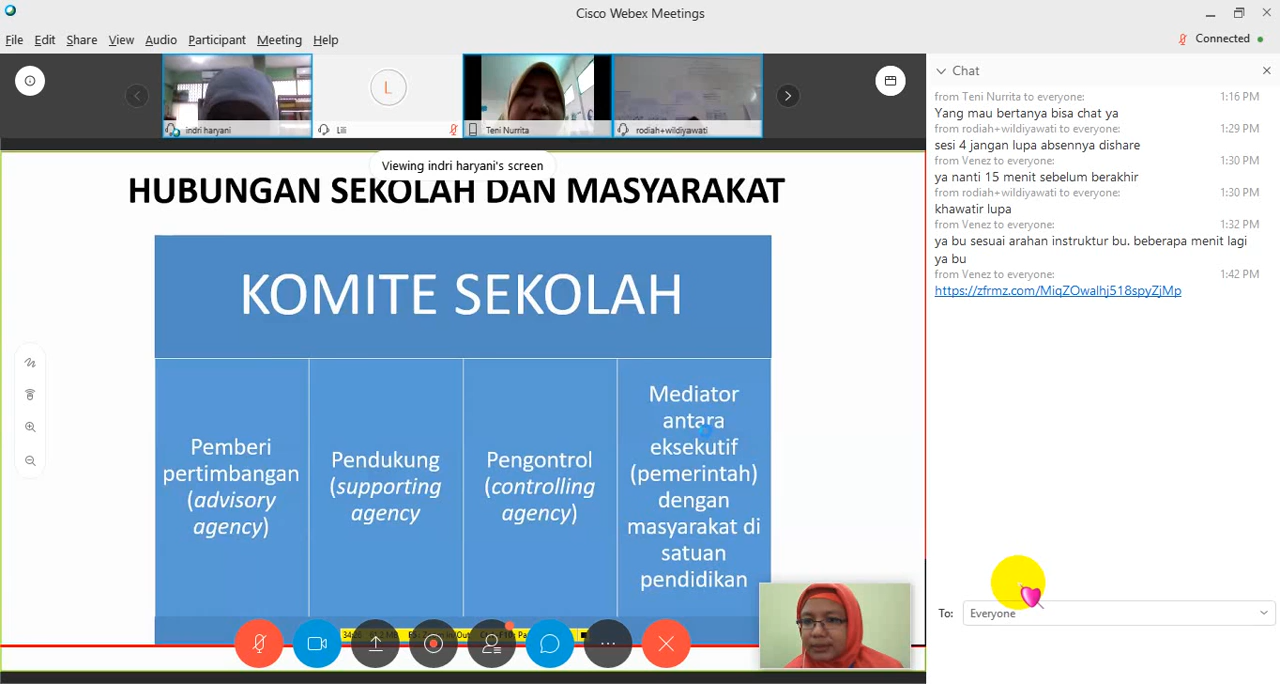 Cisco Webex Meetings
File Edit Share View Audio Participant Meeting Help
Connected
indri haryani
L
Lili
Teni Nurrita
rodiah+wildiyawati
Viewing indri haryani's screen
HUBUNGAN SEKOLAH DAN MASYARAKAT
KOMITE SEKOLAH
Pemberi
pertimbangan
(advisory
agency)
Pendukung
(supporting
agency
Pengontrol
(controlling
agency)
Mediator
antara
eksekutif
(pemerintah)
dengan
masyarakat di
satuan
pendidikan
Chat
from Teni Nurrita to everyone: 1:16 PM
Yang mau bertanya bisa chat ya
from rodiah+wildiyawati to everyone: 1:29 PM
sesi 4 jangan lupa absennya dishare
from Venez to everyone: 1:30 PM
ya nanti 15 menit sebelum berakhir
from rodiah+wildiyawati to everyone: 1:30 PM
khawatir lupa
from Venez to everyone: 1:32 PM
ya bu sesuai arahan instruktur bu. beberapa menit lagi
ya bu
from Venez to everyone: 1:42 PM
https://zfrmz.com/MiqZOwalhj518spyZjMp
To: Everyone